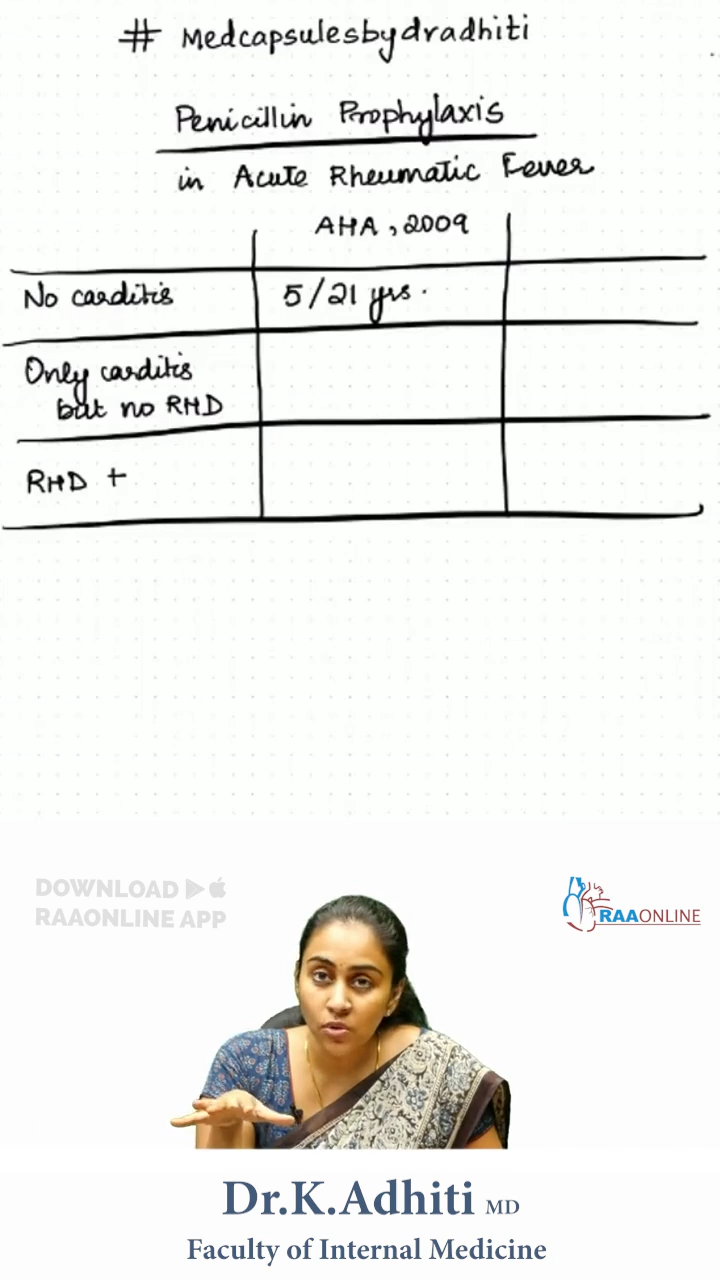 # Medcapsulesbydradhiti
Penicillin Prophylaxis
in Acute Rheumatic Fever
AHA, 2009
No carditis
5/21 yrs.
Only carditis
but no RHD
RHD +
DOWNLOAD
RAAONLINE APP
RAAONLINE
Dr.K.Adhiti MD
Faculty of Internal Medicine